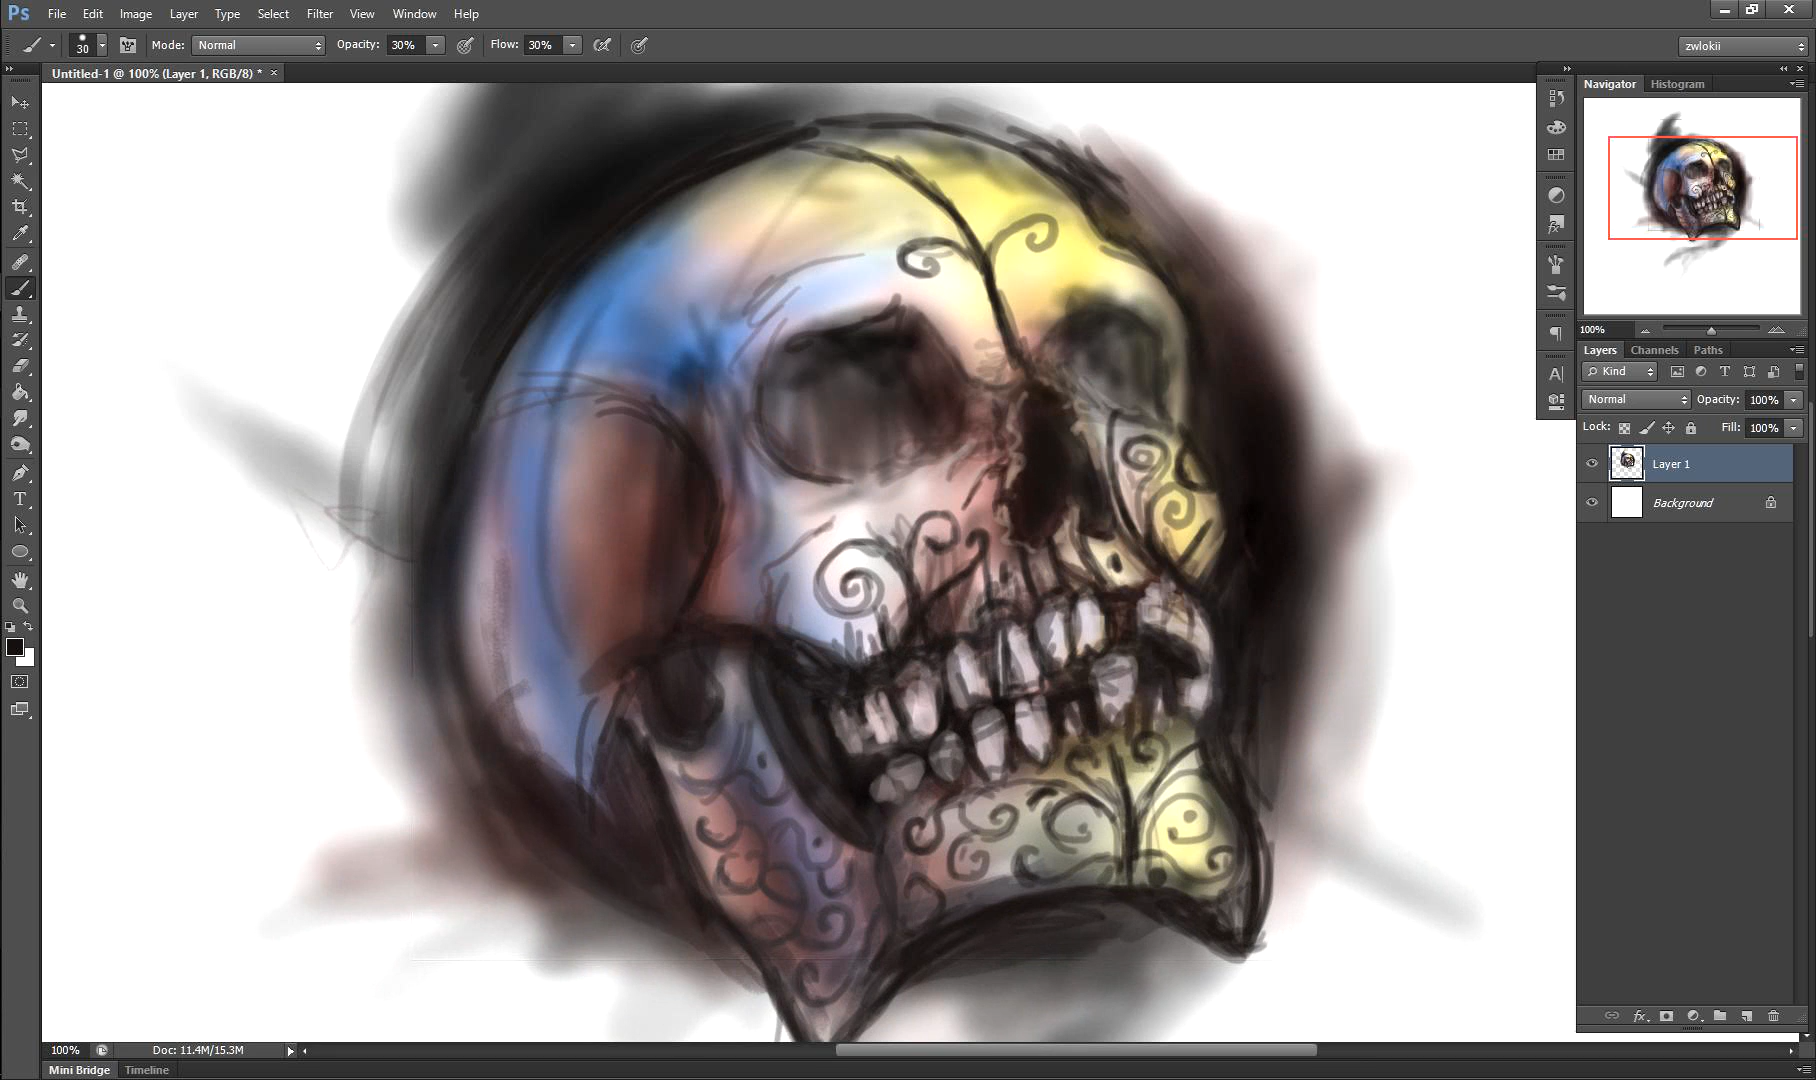 Ps File Edit Image Layer Type Select Filter View Window Help
30 Mode: Normal Opacity: 30% Flow: 30% zwlokii
Untitled-1 @ 100% (Layer 1, RGB/8) * ×
Navigator Histogram
100%
Layers Channels Paths
Kind
Normal Opacity: 100%
Lock: Fill: 100%
Layer 1
Background
100% Doc: 11.4M/15.3M
Mini Bridge Timeline